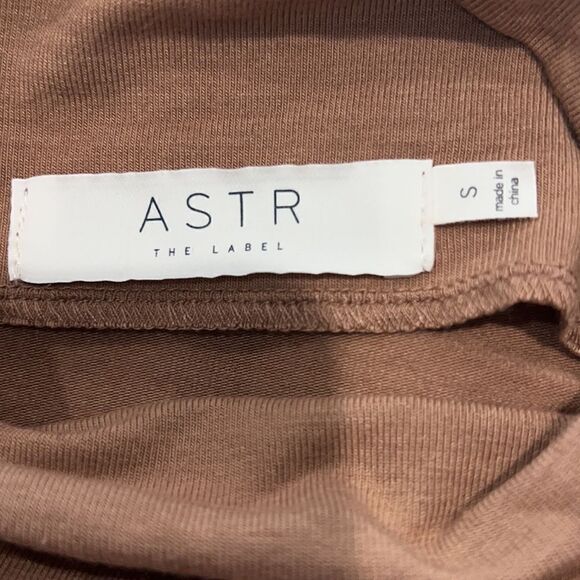 ASTR
THE LABEL
S
made in
china